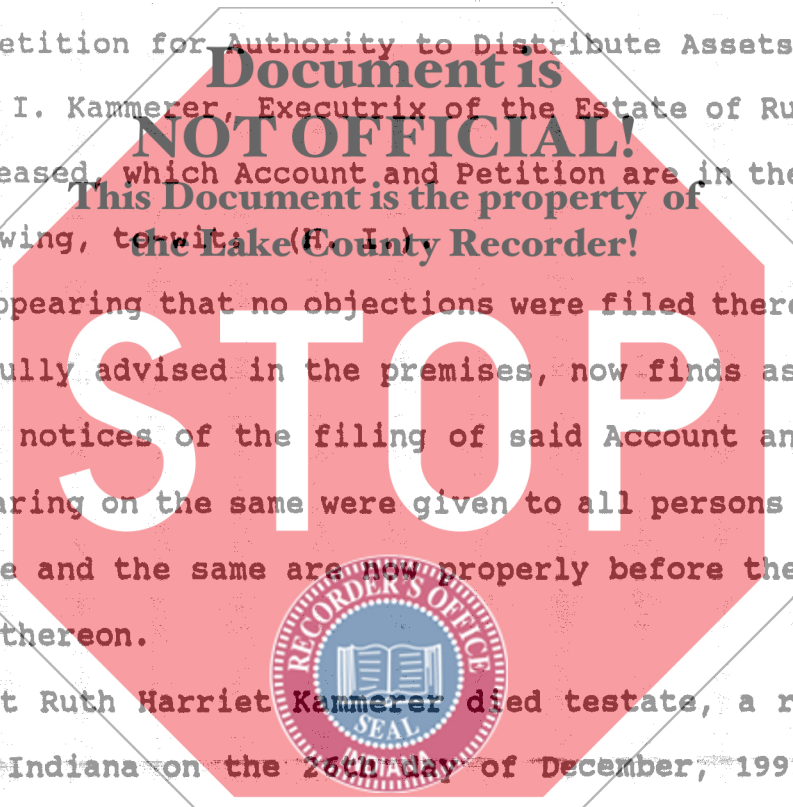 etition for Authority to Distribute Assets
Document is
I. Kammerer, Executrix of the Estate of Ru
NOT OFFICIAL!
eased, which Account and Petition are in the
This Document is the property of
wing, to-wit: (H. I.).
the Lake County Recorder!
ppearing that no objections were filed there
ully advised in the premises, now finds as
STOP
notices of the filing of said Account an
aring on the same were given to all persons
e and the same are now properly before the
RECORDER'S OFFICE
thereon.
t Ruth Harriet Kammerer died testate, a r
SEAL
INDIANA
Indiana on the 26th day of December, 199